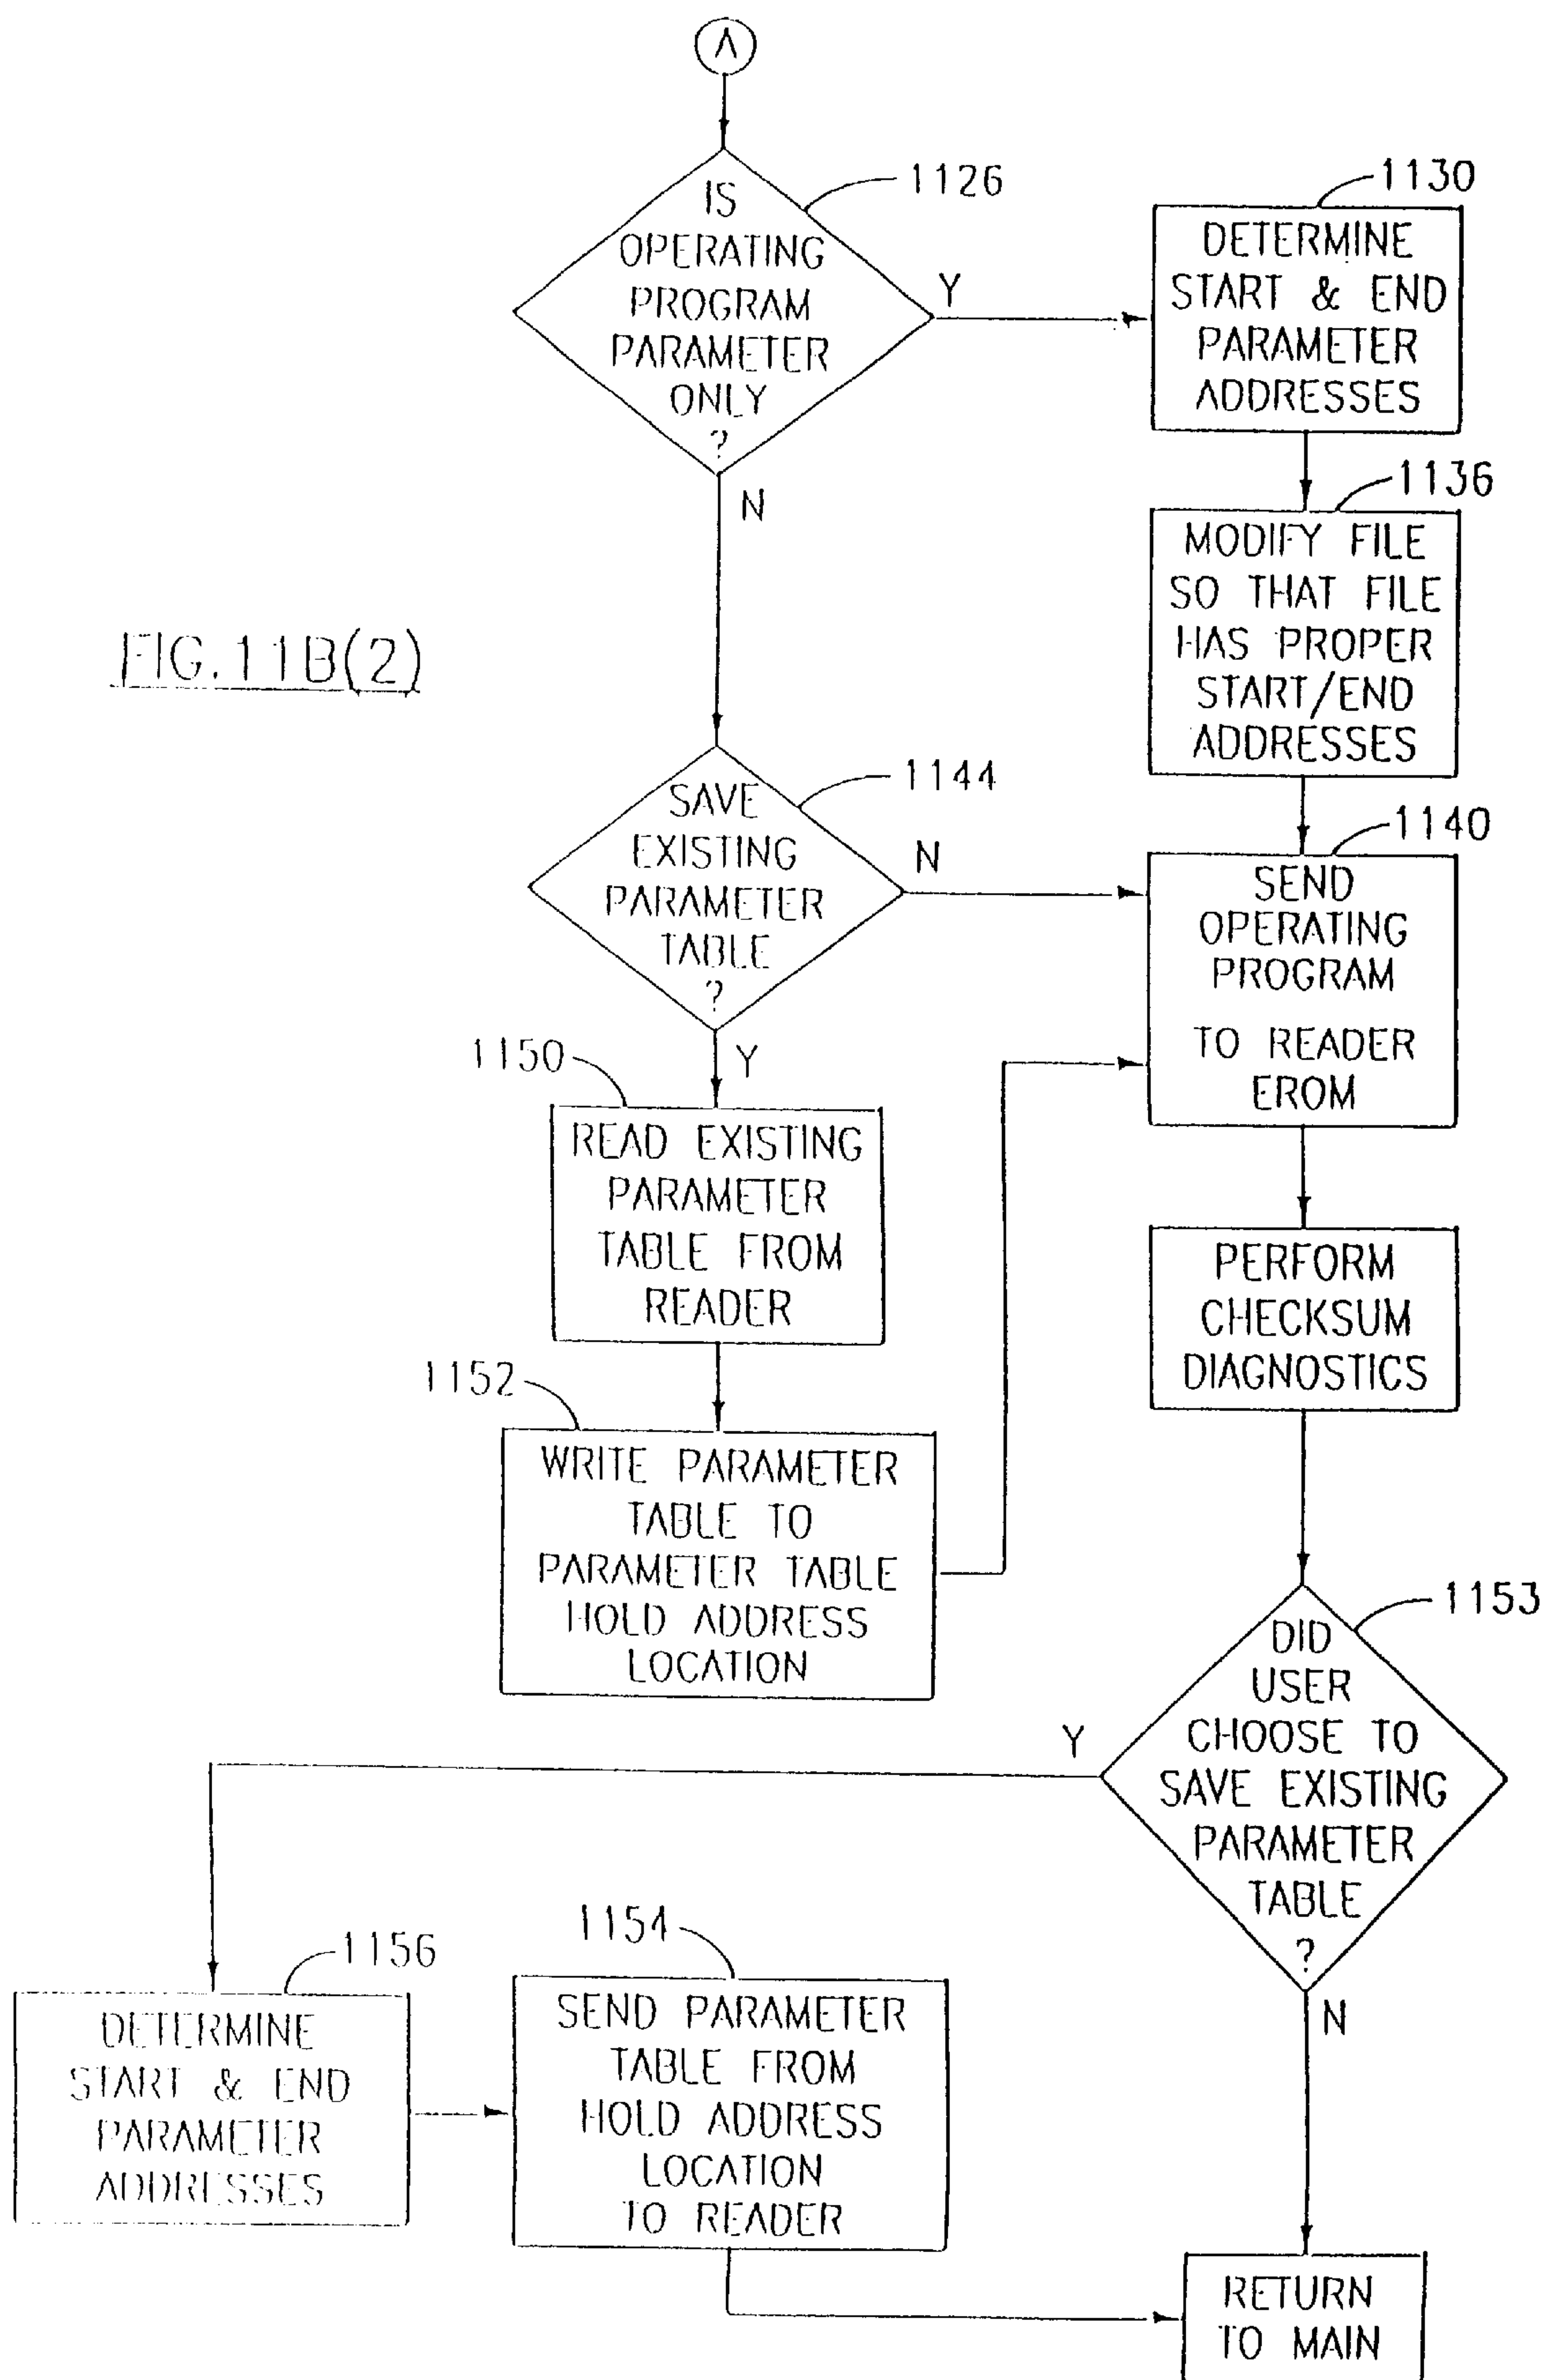 A
1126
IS
OPERATING
PROGRAM
PARAMETER
ONLY
?
Y
N
1130
DETERMINE
START & END
PARAMETER
ADDRESSES
1136
MODIFY FILE
SO THAT FILE
HAS PROPER
START/END
ADDRESSES
FIG.11B(2)
1144
SAVE
EXISTING
PARAMETER
TABLE
?
N
Y
1140
SEND
OPERATING
PROGRAM
TO READER
EROM
1150
READ EXISTING
PARAMETER
TABLE FROM
READER
PERFORM
CHECKSUM
DIAGNOSTICS
1152
WRITE PARAMETER
TABLE TO
PARAMETER TABLE
HOLD ADDRESS
LOCATION
1153
DID
USER
CHOOSE TO
SAVE EXISTING
PARAMETER
TABLE
?
Y
N
1156
DETERMINE
START & END
PARAMETER
ADDRESSES
1154
SEND PARAMETER
TABLE FROM
HOLD ADDRESS
LOCATION
TO READER
RETURN
TO MAIN